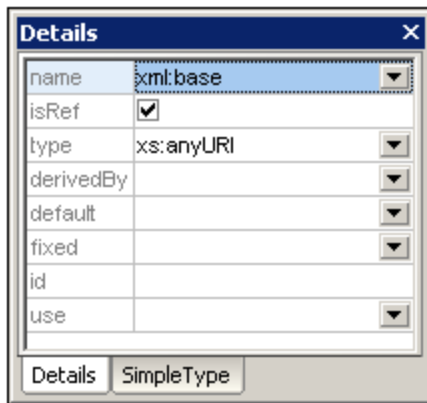 Details
name xml:base
isRef
type xs:anyURI
derivedBy
default
fixed
id
use
Details SimpleType